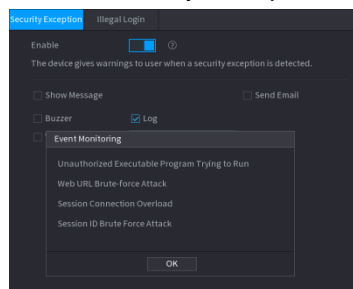 Security Exception Illegal Login
Enable
The device gives warnings to user when a security exception is detected.
Show Message Send Email
Buzzer Log
Event Monitoring
Unauthorized Executable Program Trying to Run
Web URL Brute-force Attack
Session Connection Overload
Session ID Brute Force Attack
OK